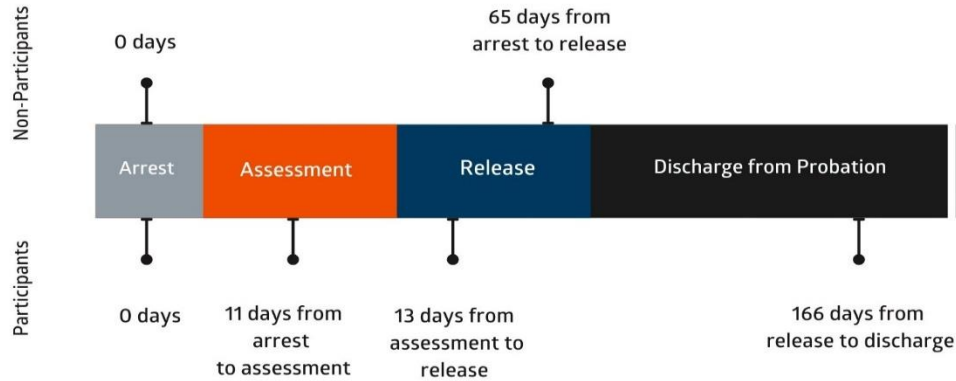 Non-Participants
0 days
65 days from
arrest to release
Arrest
Assessment
Release
Discharge from Probation
Participants
0 days
11 days from
arrest
to assessment
13 days from
assessment to
release
166 days from
release to discharge